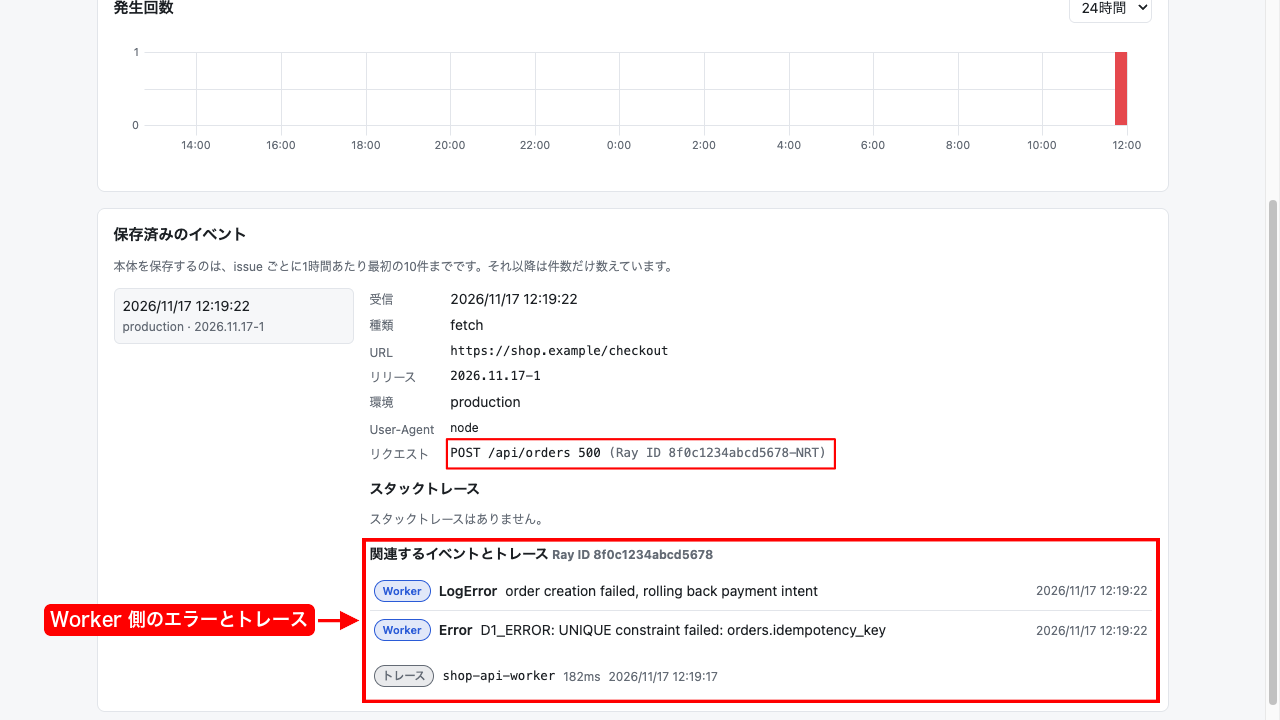 発生回数
24時間
1
0
14:00 16:00 18:00 20:00 22:00 0:00 2:00 4:00 6:00 8:00 10:00 12:00
保存済みのイベント
本体を保存するのは、issue ごとに1時間あたり最初の10件までです。それ以降は件数だけ数えています。
2026/11/17 12:19:22
production · 2026.11.17-1
受信 2026/11/17 12:19:22
種類 fetch
URL https://shop.example/checkout
リリース 2026.11.17-1
環境 production
User-Agent node
リクエスト POST /api/orders 500 (Ray ID 8f0c1234abcd5678-NRT)
スタックトレース
スタックトレースはありません。
関連するイベントとトレース Ray ID 8f0c1234abcd5678
Worker LogError order creation failed, rolling back payment intent 2026/11/17 12:19:22
Worker 側のエラーとトレース
Worker Error D1_ERROR: UNIQUE constraint failed: orders.idempotency_key 2026/11/17 12:19:22
トレース shop-api-worker 182ms 2026/11/17 12:19:17